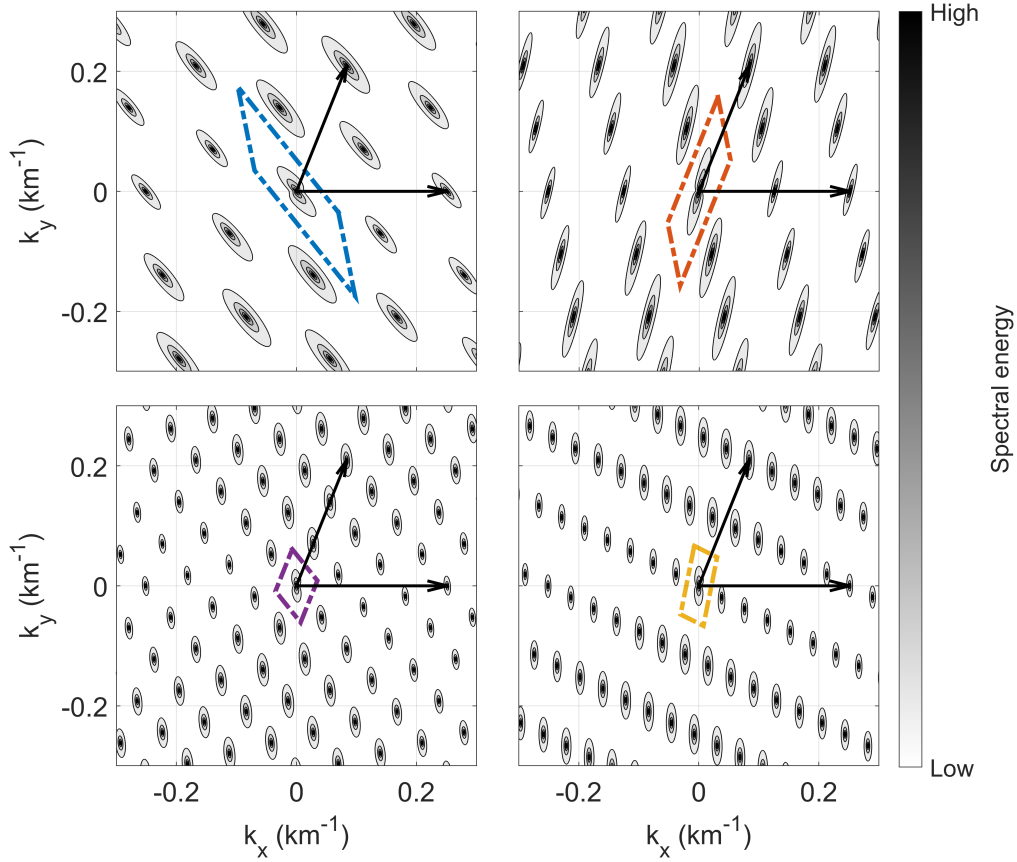 High
0.2
0
-0.2
k_y (km^-1)
0.2
0
-0.2
k_y (km^-1)
-0.2 0 0.2
k_x (km^-1)
-0.2 0 0.2
k_x (km^-1)
Spectral energy
Low